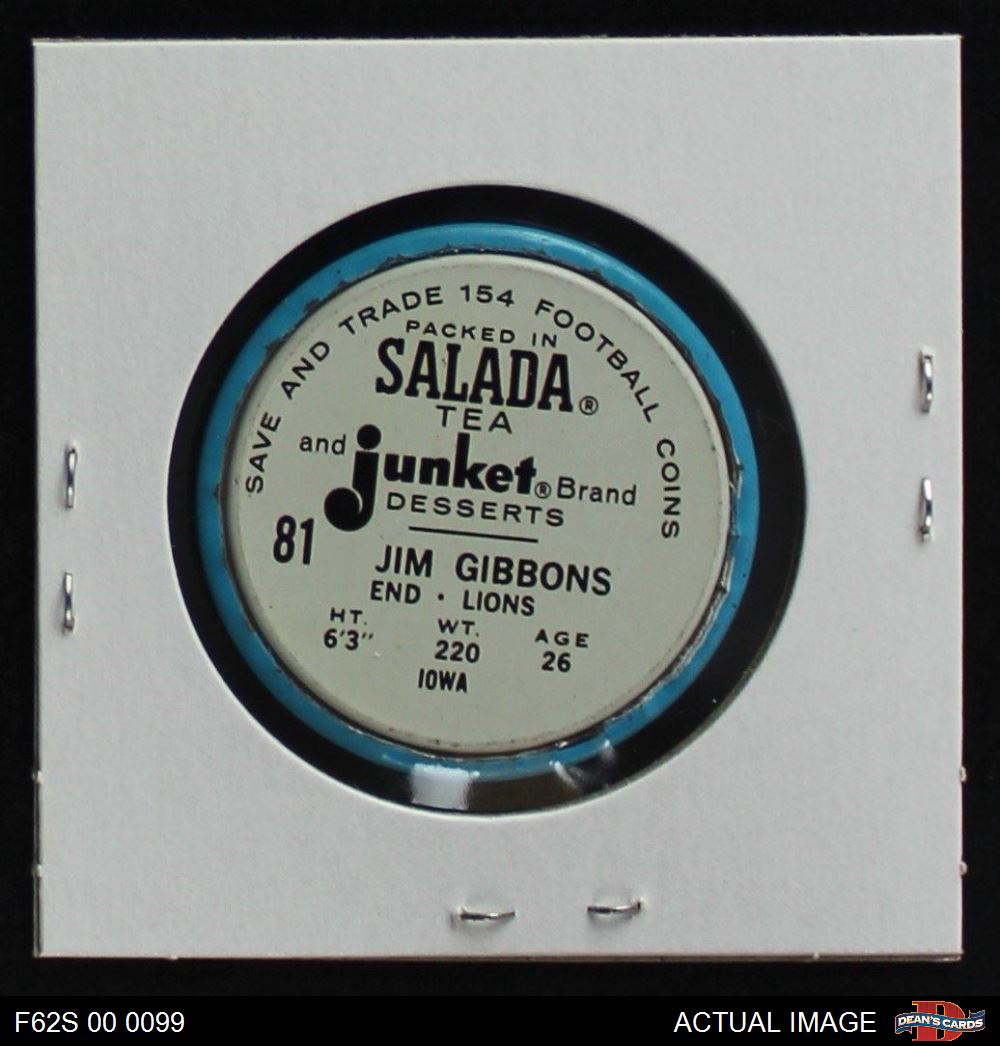 SAVE AND TRADE 154 FOOTBALL COINS
PACKED IN
SALADA®
TEA
and junket® Brand
DESSERTS
81
JIM GIBBONS
END · LIONS
HT. WT. AGE
6'3" 220 26
IOWA
F62S 00 0099
ACTUAL IMAGE
DEAN'S CARDS